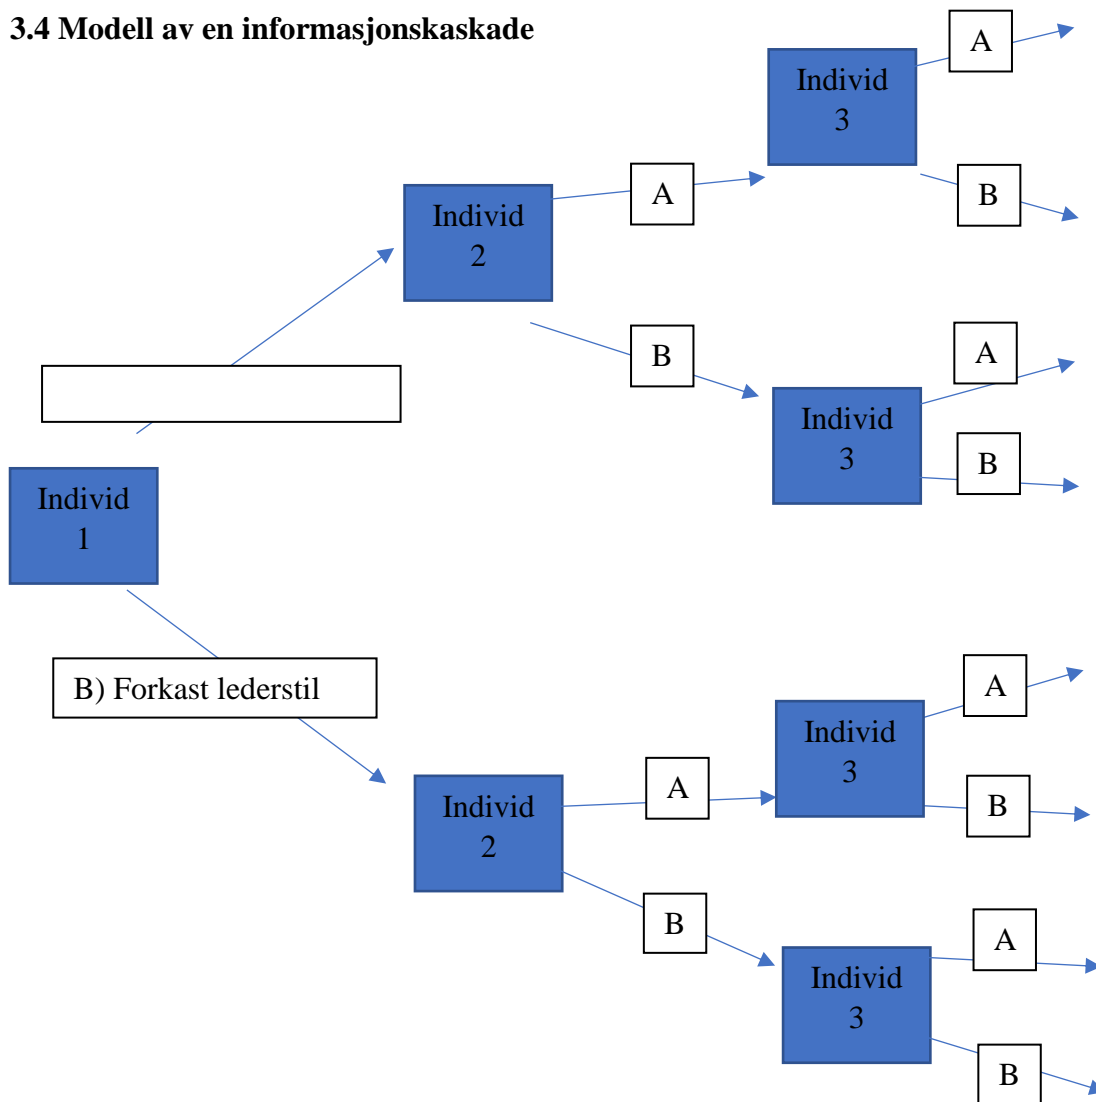 3.4 Modell av en informasjonskaskade
A
Individ
3
A
B
Individ
2
B
A
Individ
3
B
Individ
1
B) Forkast lederstil
A
Individ
3
A
B
Individ
2
B
A
Individ
3
B